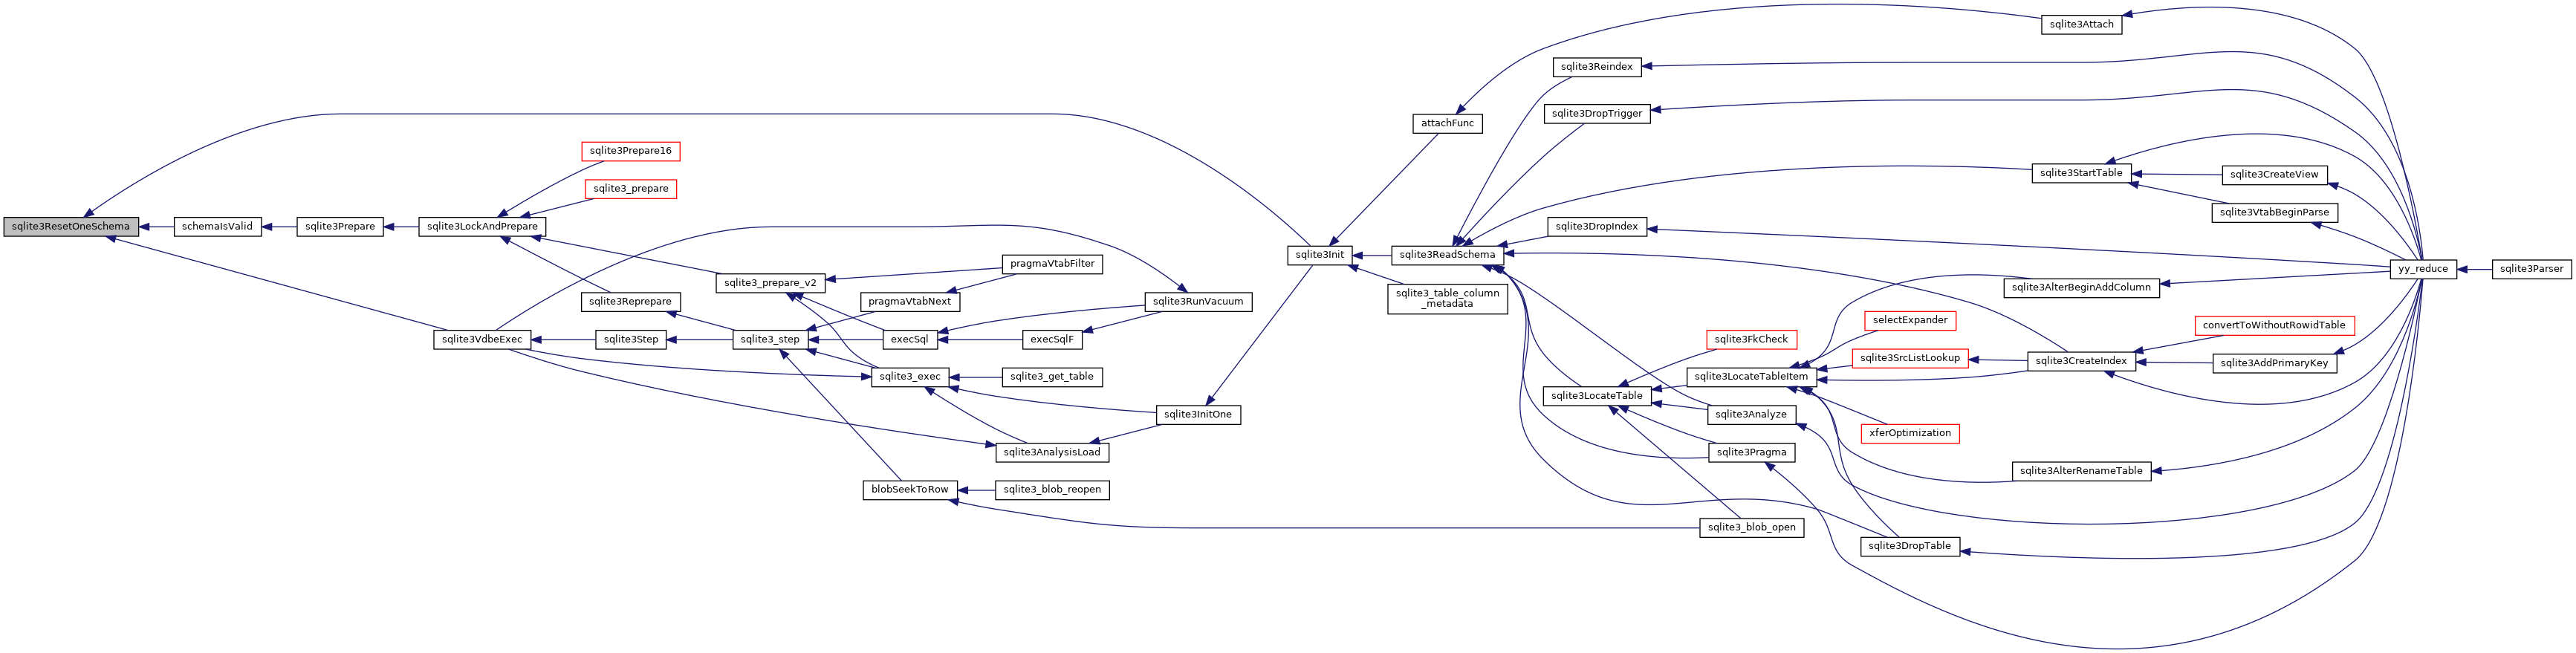 sqlite3Attach
sqlite3Reindex
sqlite3DropTrigger
attachFunc
sqlite3Prepare16
sqlite3StartTable
sqlite3CreateView
sqlite3_prepare
sqlite3VtabBeginParse
sqlite3ResetOneSchema
schemaIsValid
sqlite3Prepare
sqlite3LockAndPrepare
sqlite3DropIndex
sqlite3Init
sqlite3ReadSchema
pragmaVtabFilter
yy_reduce
sqlite3Parser
sqlite3_prepare_v2
sqlite3AlterBeginAddColumn
sqlite3Reprepare
pragmaVtabNext
sqlite3RunVacuum
sqlite3_table_column
_metadata
selectExpander
convertToWithoutRowidTable
sqlite3VdbeExec
sqlite3Step
sqlite3_step
execSql
execSqlF
sqlite3FkCheck
sqlite3SrcListLookup
sqlite3CreateIndex
sqlite3AddPrimaryKey
sqlite3_exec
sqlite3_get_table
sqlite3LocateTableItem
sqlite3LocateTable
sqlite3InitOne
sqlite3Analyze
xferOptimization
sqlite3AnalysisLoad
sqlite3Pragma
sqlite3AlterRenameTable
blobSeekToRow
sqlite3_blob_reopen
sqlite3_blob_open
sqlite3DropTable